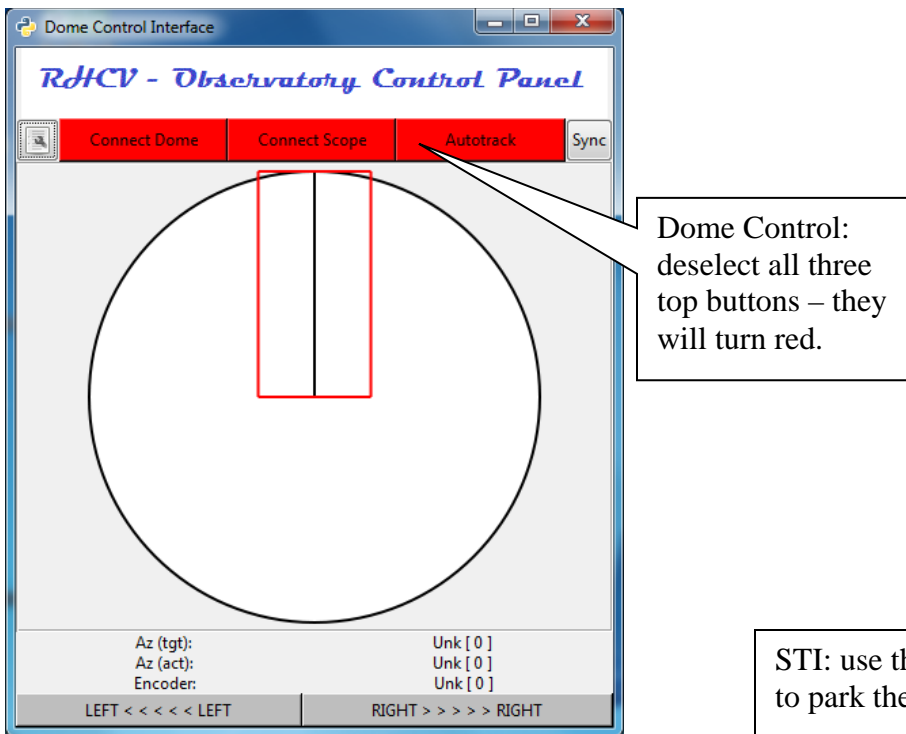 Dome Control Interface
RHCV - Observatory Control Panel
Connect Dome Connect Scope Autotrack Sync
Dome Control:
deselect all three
top buttons – they
will turn red.
Az (tgt): Unk [ 0 ]
Az (act): Unk [ 0 ]
Encoder: Unk [ 0 ]
LEFT < < < < < LEFT RIGHT > > > > > RIGHT
STI: use
to park